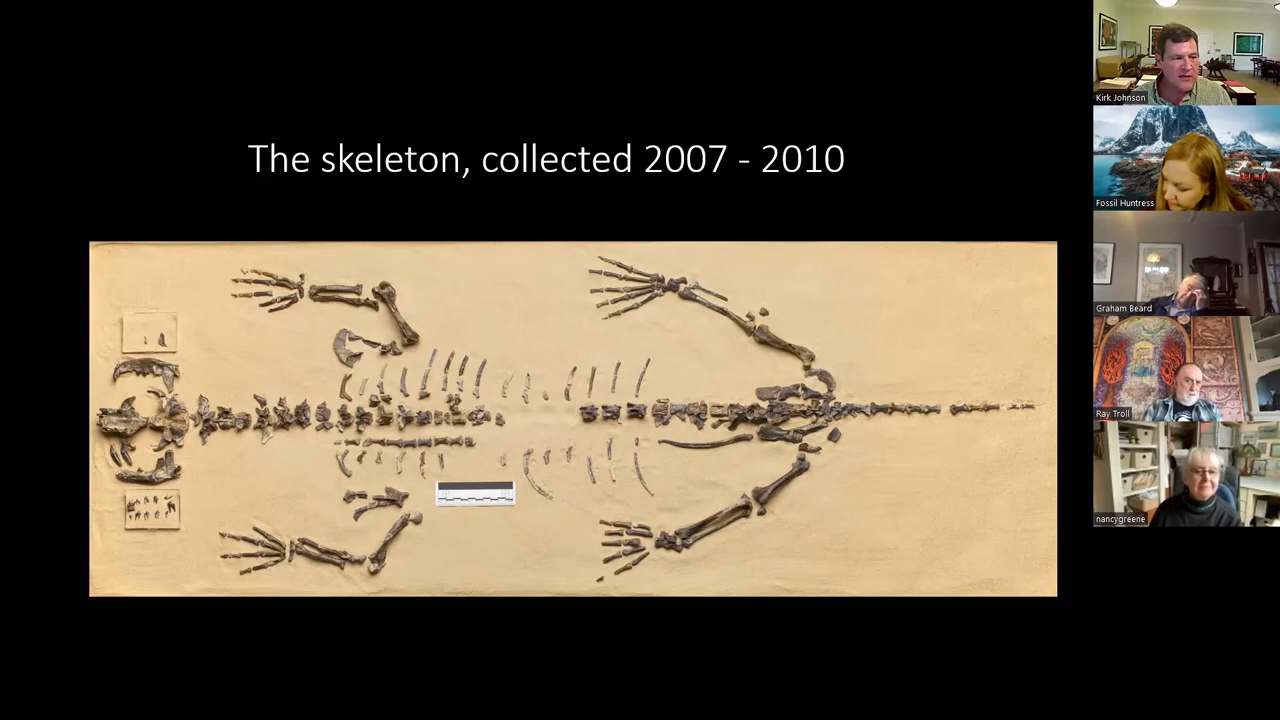 The skeleton, collected 2007 - 2010
Kirk Johnson
Fossil Huntress
Graham Beard
Ray Troll
nancygreene